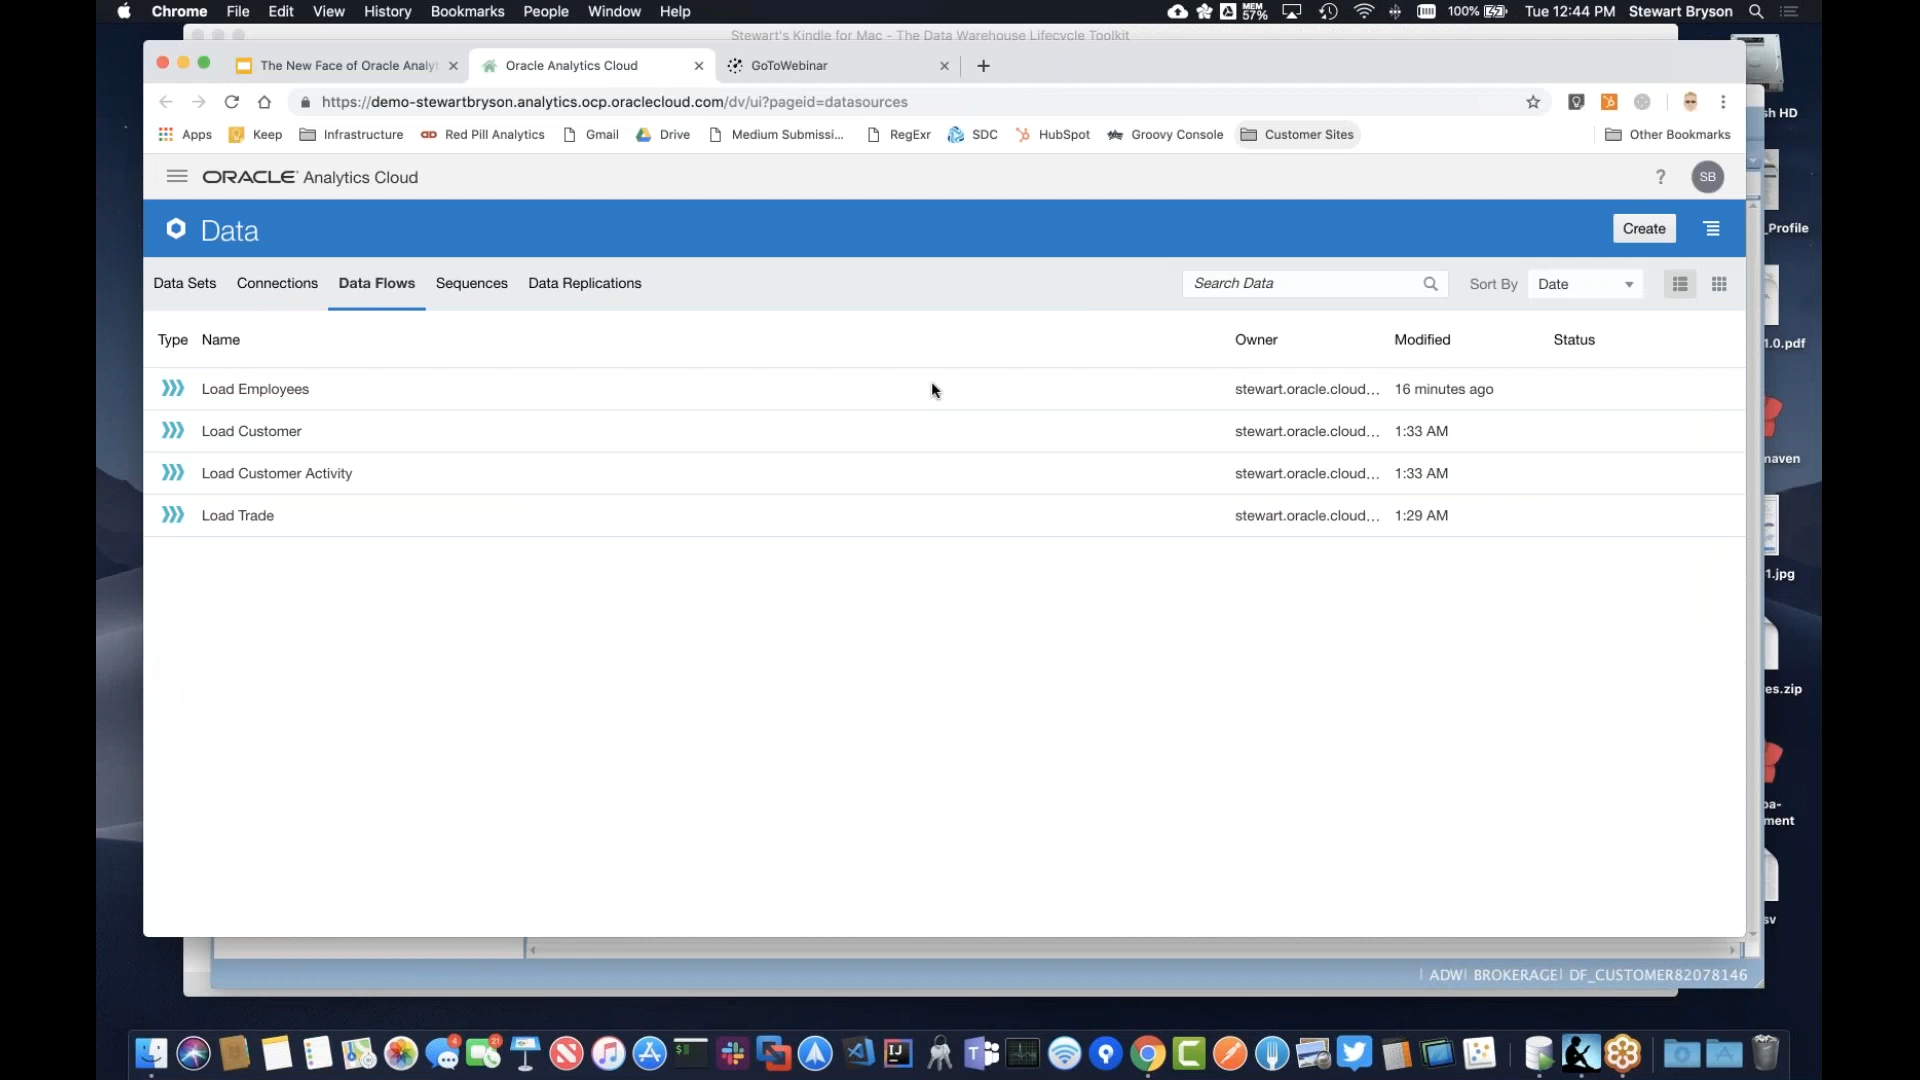 Chrome File Edit View History Bookmarks People Window Help MEM 57% 100% Tue 12:44 PM Stewart Bryson
Stewart's Kindle for Mac - The Data Warehouse Lifecycle Toolkit
The New Face of Oracle Analyt Oracle Analytics Cloud GoToWebinar
https://demo-stewartbryson.analytics.ocp.oraclecloud.com/dv/ui?pageid=datasources
Apps Keep Infrastructure Red Pill Analytics Gmail Drive Medium Submissi... RegExr SDC HubSpot Groovy Console Customer Sites Other Bookmarks
ORACLE Analytics Cloud ? SB
Data Create
Data Sets Connections Data Flows Sequences Data Replications Search Data Sort By Date
Type Name Owner Modified Status
Load Employees stewart.oracle.cloud... 16 minutes ago
Load Customer stewart.oracle.cloud... 1:33 AM
Load Customer Activity stewart.oracle.cloud... 1:33 AM
Load Trade stewart.oracle.cloud... 1:29 AM
sh HD
_Profile
1.0.pdf
maven
1.jpg
es.zip
ment
sv
ADW| BROKERAGE| DF_CUSTOMER82078146
4 21